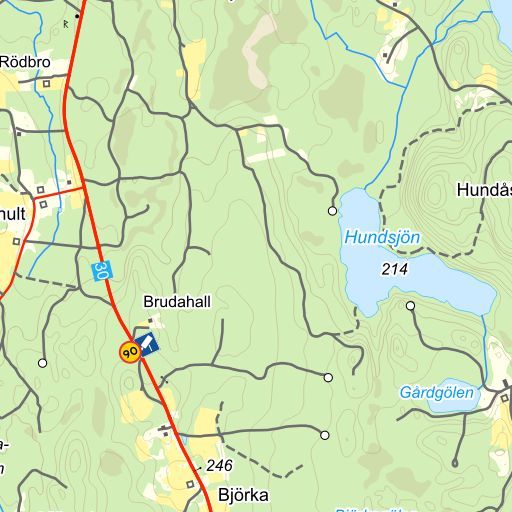 R
Rödbro
Hundås
hult
Hundsjön
214
30
Brudahall
90
Gårdgölen
a-
n
246
Björka